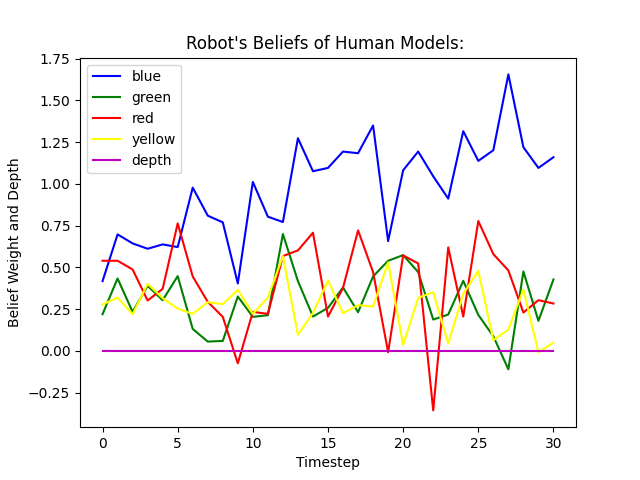 Robot's Beliefs of Human Models:
1.75
1.50
1.25
1.00
0.75
0.50
0.25
0.00
−0.25
Belief Weight and Depth
blue
green
red
yellow
depth
0 5 10 15 20 25 30
Timestep